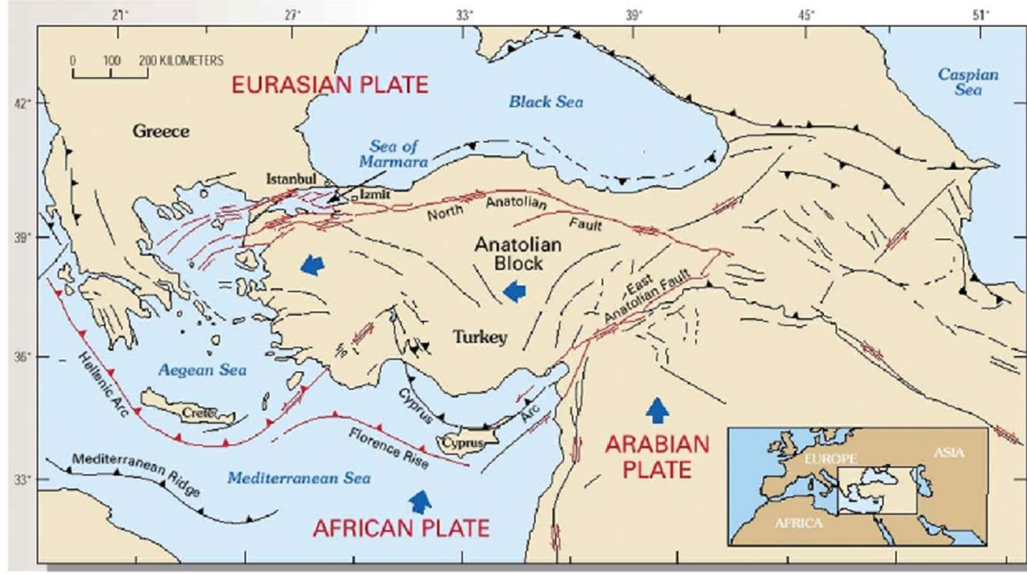 21°
27°
33°
39°
45°
51°
0 100 200 KILOMETERS
EURASIAN PLATE
Caspian
Sea
42°
Black Sea
Greece
Sea of
Marmara
Istanbul
Izmit
North Anatolian Fault
39°
Anatolian
Block
East
Anatolian Fault
Turkey
36°
Aegean Sea
Hellenic Arc
Crete
Cyprus Arc
Cyprus
Florence Rise
ARABIAN
PLATE
Mediterranean Ridge
Mediterranean Sea
33°
AFRICAN PLATE
EUROPE
ASIA
AFRICA